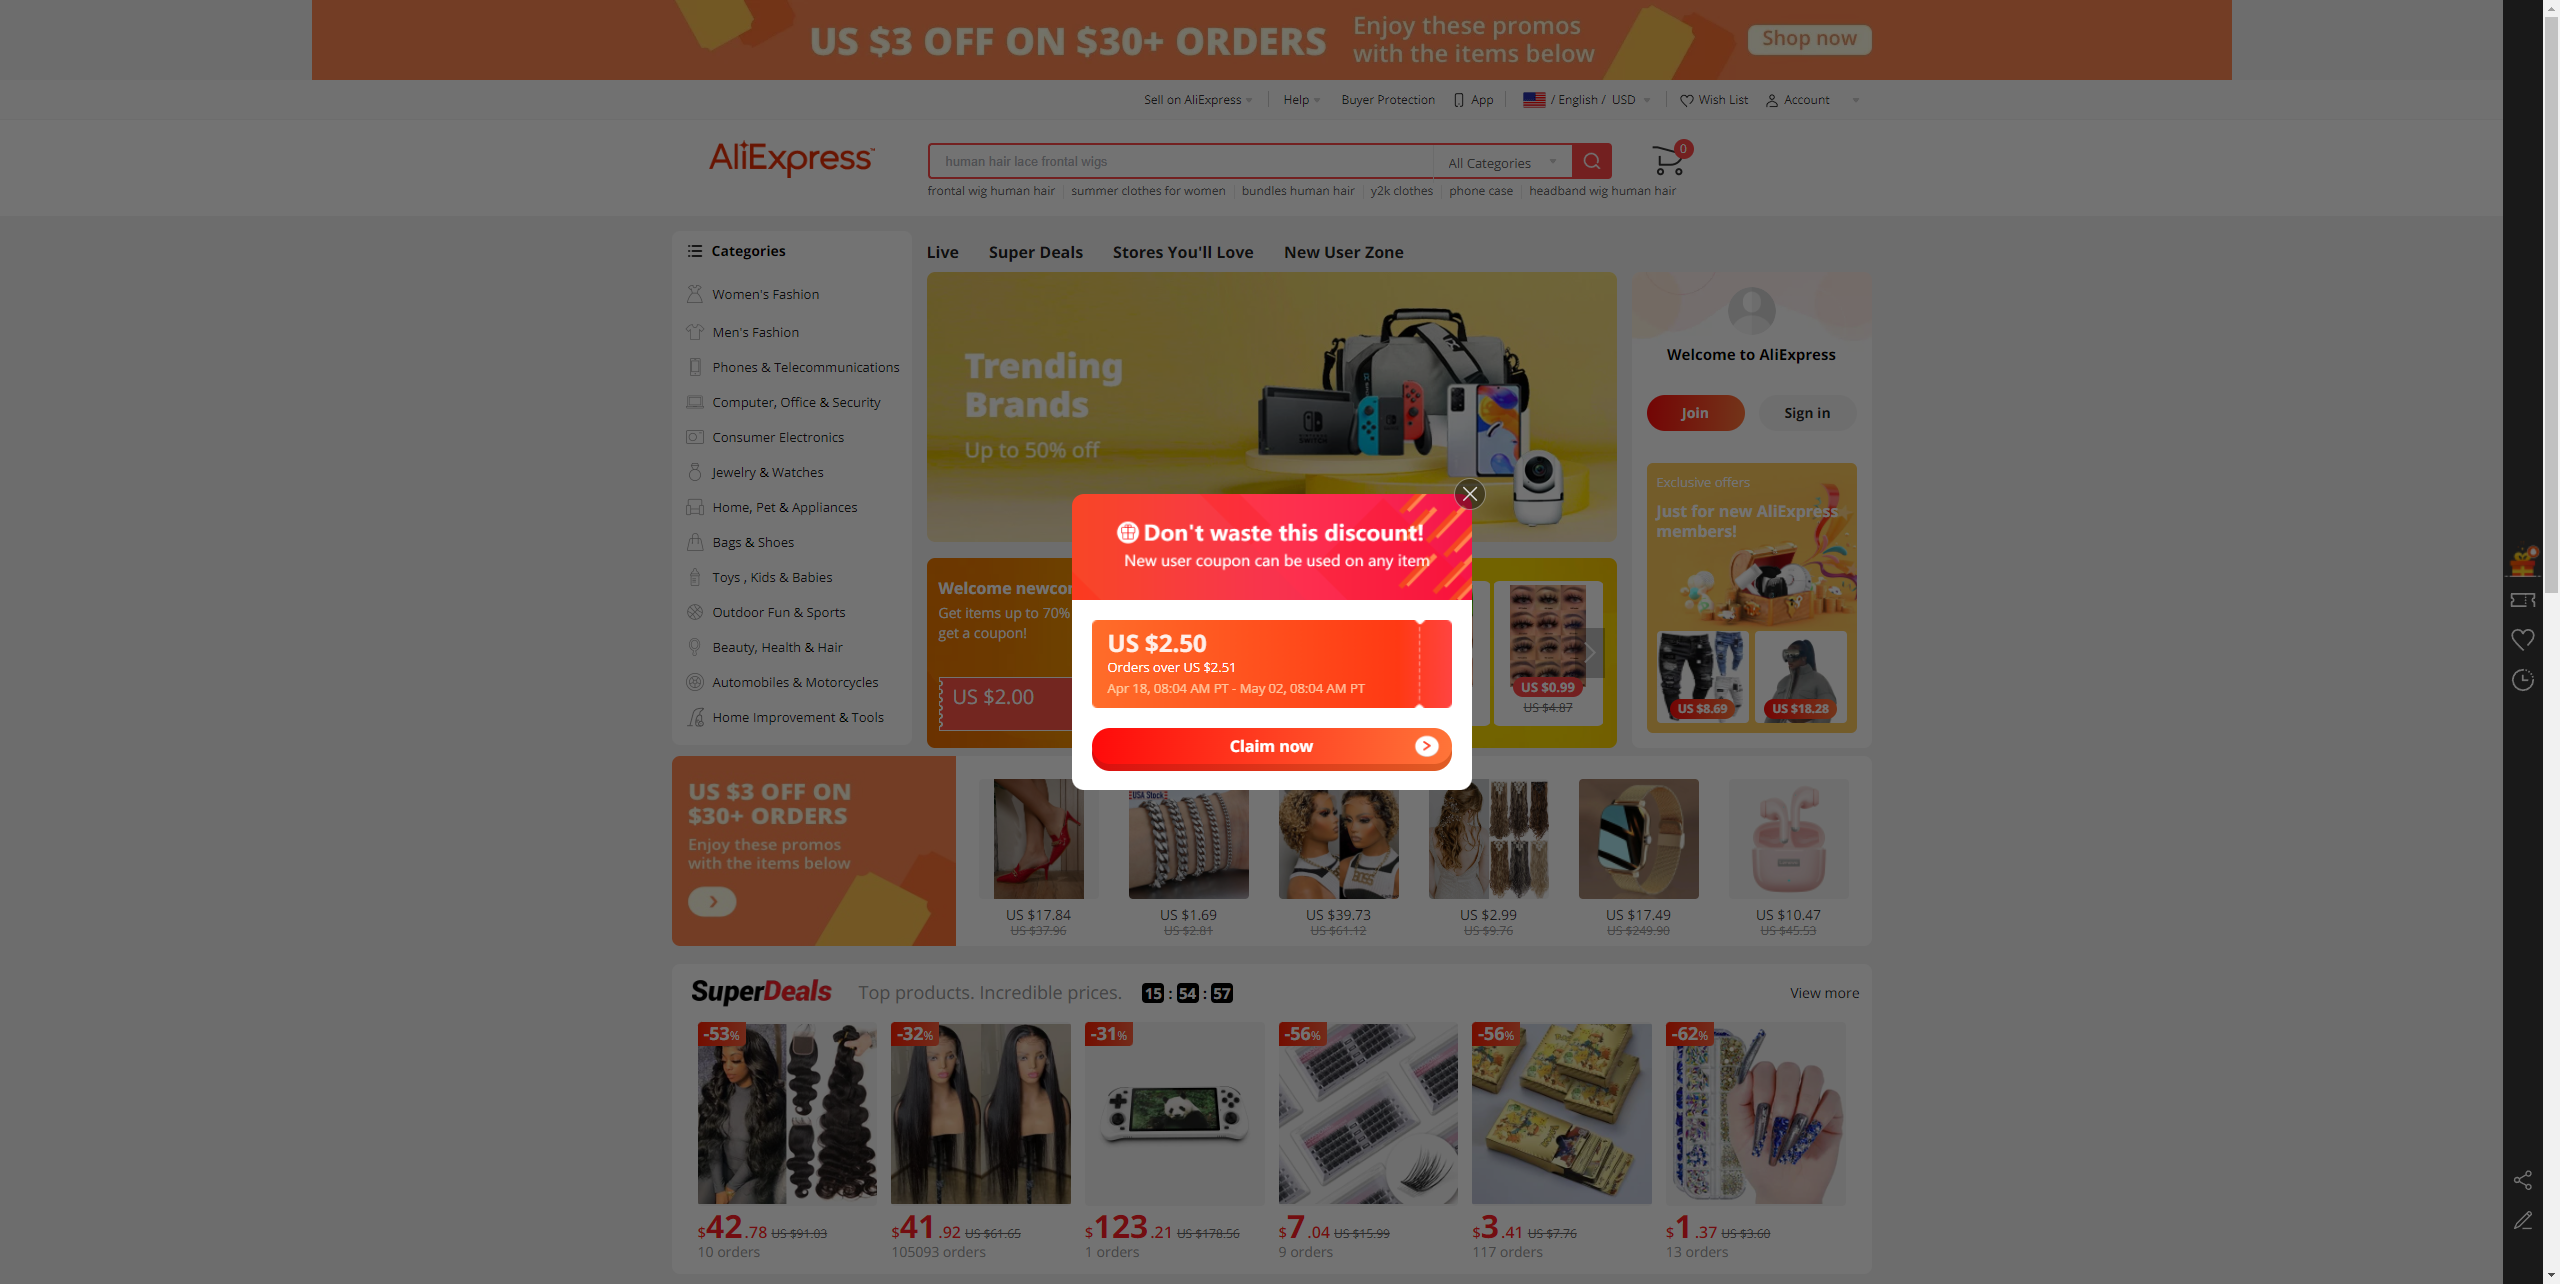 US $3 OFF ON $30+ ORDERS
Enjoy these promos
with the items below
Shop now
Sell on AliExpress
Help
Buyer Protection
App
/ English / USD
Wish List
Account
AliExpress™
human hair lace frontal wigs
All Categories
0
frontal wig human hair
summer clothes for women
bundles human hair
y2k clothes
phone case
headband wig human hair
Categories
Women's Fashion
Men's Fashion
Phones & Telecommunications
Computer, Office & Security
Consumer Electronics
Jewelry & Watches
Home, Pet & Appliances
Bags & Shoes
Toys , Kids & Babies
Outdoor Fun & Sports
Beauty, Health & Hair
Automobiles & Motorcycles
Home Improvement & Tools
Live
Super Deals
Stores You'll Love
New User Zone
Trending
Brands
Up to 50% off
SWITCH
Welcome to AliExpress
Join
Sign in
Exclusive offers
Just for new AliExpress
members!
US $8.69
US $18.28
Welcome newcor
Get items up to 70%
get a coupon!
US $2.00
US $0.99
US $4.87
Don't waste this discount!
New user coupon can be used on any item
US $2.50
Orders over US $2.51
Apr 18, 08:04 AM PT - May 02, 08:04 AM PT
Claim now
US $3 OFF ON
$30+ ORDERS
Enjoy these promos
with the items below
USA Stock
BOSS
US $17.84
US $37.96
US $1.69
US $2.81
US $39.73
US $61.12
US $2.99
US $9.76
US $17.49
US $249.90
US $10.47
US $45.53
SuperDeals
Top products. Incredible prices.
15 : 54 : 57
View more
-53%
-32%
-31%
-56%
-56%
-62%
$42.78 US $91.03
10 orders
$41.92 US $61.65
105093 orders
$123.21 US $178.56
1 orders
$7.04 US $15.99
9 orders
$3.41 US $7.76
117 orders
$1.37 US $3.60
13 orders